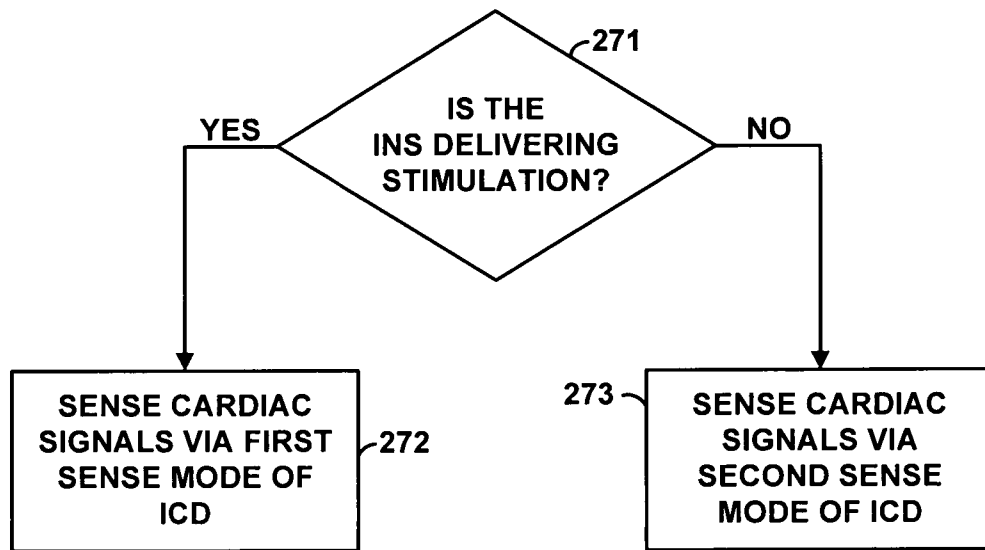 271
IS THE
INS DELIVERING
STIMULATION?
YES
NO
SENSE CARDIAC
SIGNALS VIA FIRST
SENSE MODE OF
ICD
272
273
SENSE CARDIAC
SIGNALS VIA
SECOND SENSE
MODE OF ICD